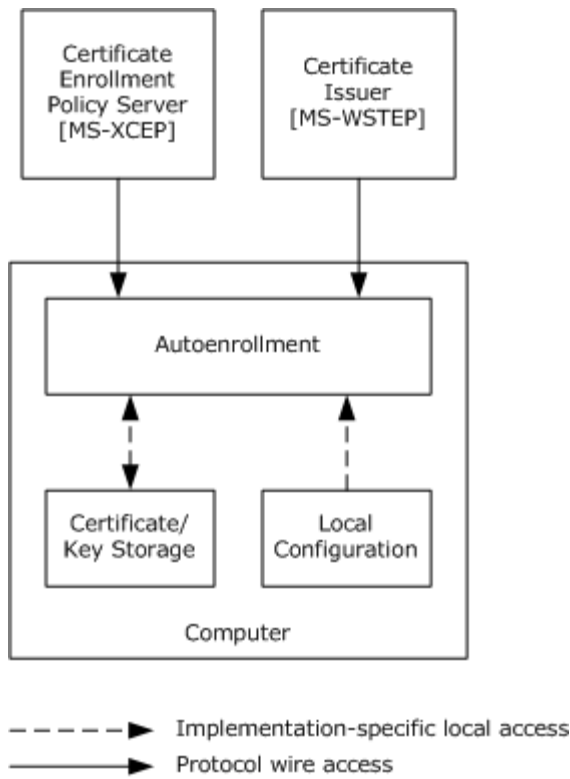 Certificate
Enrollment
Policy Server
[MS-XCEP]
Certificate
Issuer
[MS-WSTEP]
Autoenrollment
Certificate/
Key Storage
Local
Configuration
Computer
Implementation-specific local access
Protocol wire access